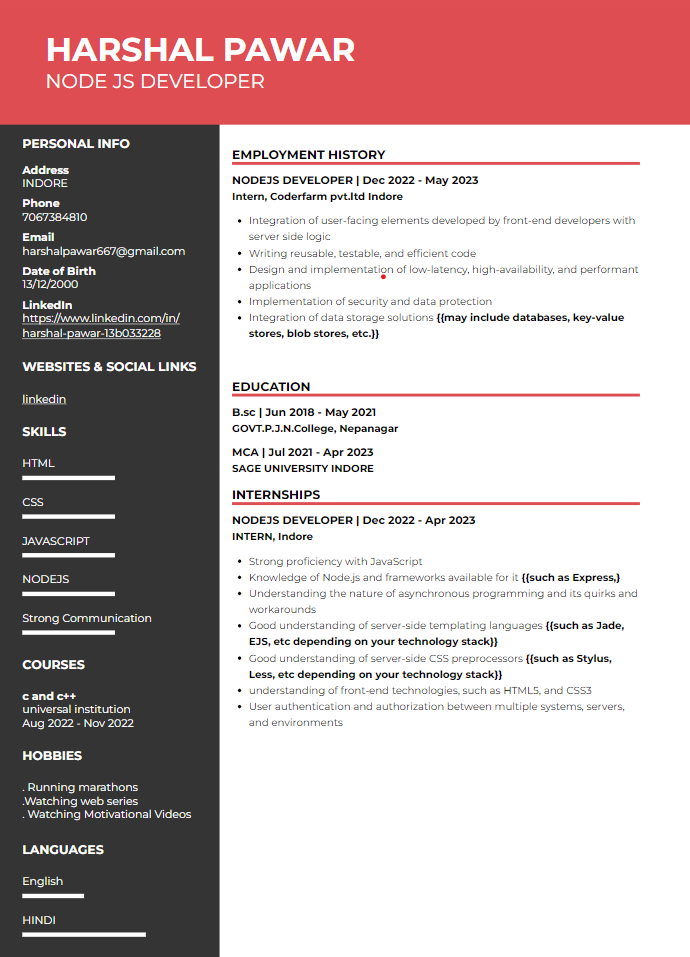 HARSHAL PAWAR
NODE JS DEVELOPER
PERSONAL INFO
Address
INDORE
Phone
7067384810
Email
harshalpawar667@gmail.com
Date of Birth
13/12/2000
LinkedIn
https://www.linkedin.com/in/
harshal-pawar-13b033228
WEBSITES & SOCIAL LINKS
linkedin
SKILLS
HTML
CSS
JAVASCRIPT
NODEJS
Strong Communication
COURSES
c and c++
universal institution
Aug 2022 - Nov 2022
HOBBIES
. Running marathons
.Watching web series
. Watching Motivational Videos
LANGUAGES
English
HINDI
EMPLOYMENT HISTORY
NODEJS DEVELOPER | Dec 2022 - May 2023
Intern, Coderfarm pvt.ltd Indore
• Integration of user-facing elements developed by front-end developers with
server side logic
• Writing reusable, testable, and efficient code
• Design and implementation of low-latency, high-availability, and performant
applications
• Implementation of security and data protection
• Integration of data storage solutions {{may include databases, key-value
stores, blob stores, etc.}}
EDUCATION
B.sc | Jun 2018 - May 2021
GOVT.P.J.N.College, Nepanagar
MCA | Jul 2021 - Apr 2023
SAGE UNIVERSITY INDORE
INTERNSHIPS
NODEJS DEVELOPER | Dec 2022 - Apr 2023
INTERN, Indore
• Strong proficiency with JavaScript
• Knowledge of Node.js and frameworks available for it {{such as Express,}
• Understanding the nature of asynchronous programming and its quirks and
workarounds
• Good understanding of server-side templating languages {{such as Jade,
EJS, etc depending on your technology stack}}
• Good understanding of server-side CSS preprocessors {{such as Stylus,
Less, etc depending on your technology stack}}
• understanding of front-end technologies, such as HTML5, and CSS3
• User authentication and authorization between multiple systems, servers,
and environments